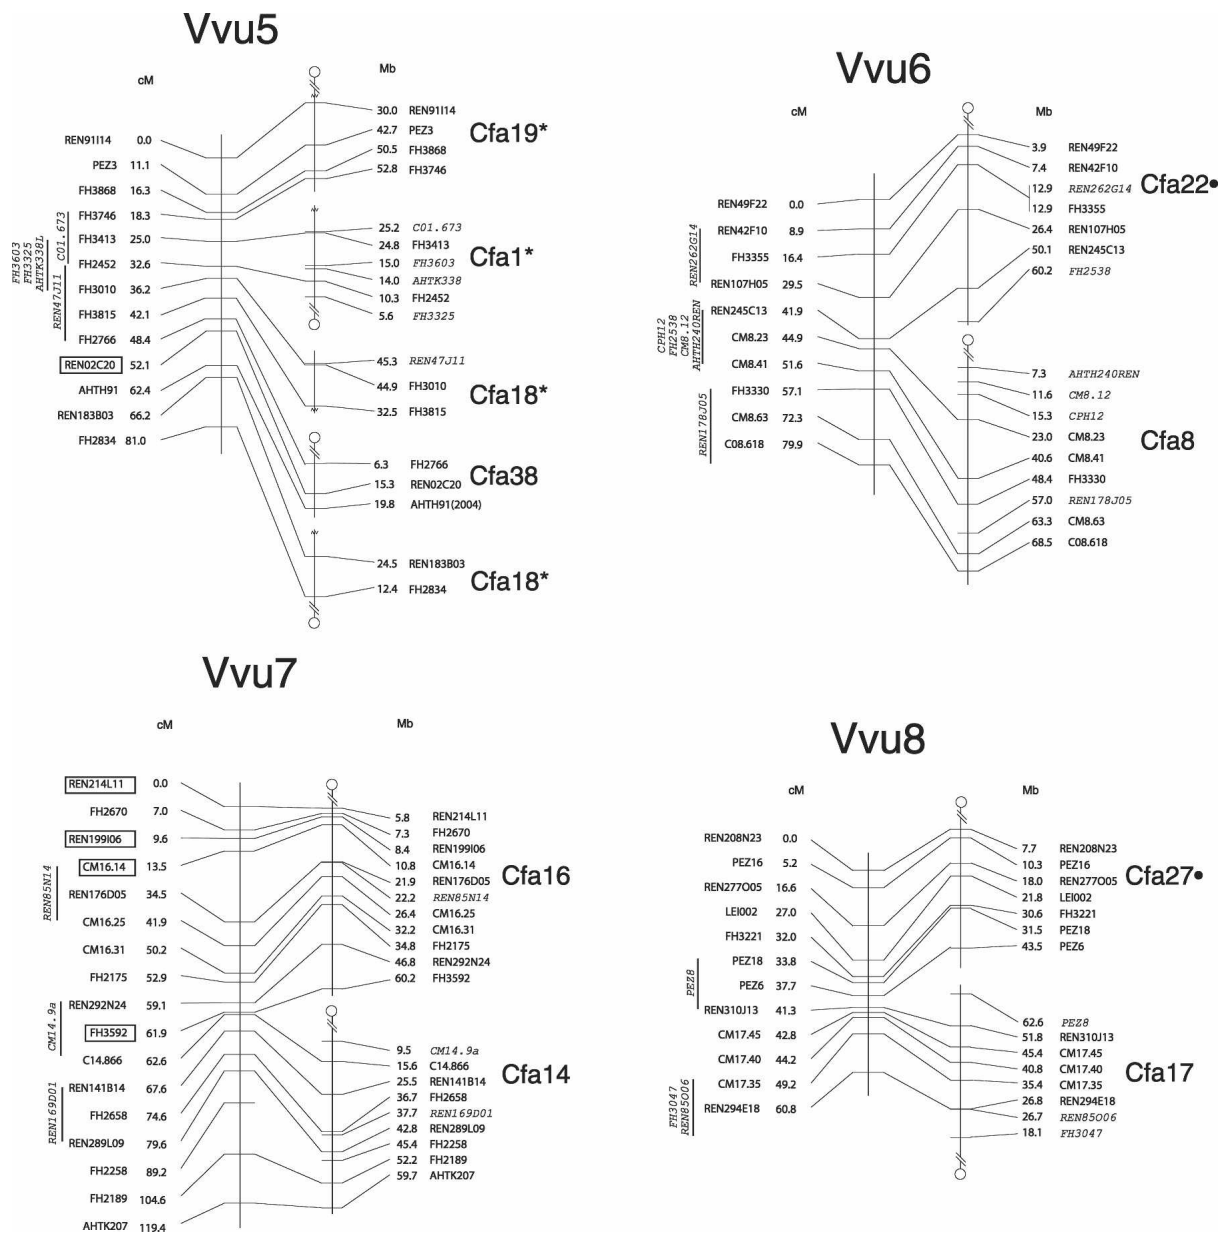 Vvu5
cM
Mb
REN91I14 0.0
PEZ3 11.1
FH3868 16.3
FH3746 18.3
FH3413 25.0
FH2452 32.6
FH3010 36.2
FH3815 42.1
FH2766 48.4
REN02C20 52.1
AHTH91 62.4
REN183B03 66.2
FH2834 81.0
FH3603
FH3325
AHTK338L
C01.673
REN47J11
30.0 REN91I14
42.7 PEZ3
50.5 FH3868
52.8 FH3746
Cfa19*
25.2 C01.673
24.8 FH3413
15.0 FH3603
14.0 AHTK338
10.3 FH2452
5.6 FH3325
Cfa1*
45.3 REN47J11
44.9 FH3010
32.5 FH3815
Cfa18*
6.3 FH2766
15.3 REN02C20
19.8 AHTH91(2004)
Cfa38
24.5 REN183B03
12.4 FH2834
Cfa18*
Vvu6
cM
Mb
REN49F22 0.0
REN42F10 8.9
FH3355 16.4
REN107H05 29.5
REN245C13 41.9
CM8.23 44.9
CM8.41 51.6
FH3330 57.1
CM8.63 72.3
C08.618 79.9
REN262G14
CPH12
FH2538
CM8.12
AHTH240REN
REN178J05
3.9 REN49F22
7.4 REN42F10
12.9 REN262G14
12.9 FH3355
26.4 REN107H05
50.1 REN245C13
60.2 FH2538
Cfa22•
7.3 AHTH240REN
11.6 CM8.12
15.3 CPH12
23.0 CM8.23
40.6 CM8.41
48.4 FH3330
57.0 REN178J05
63.3 CM8.63
68.5 C08.618
Cfa8
Vvu7
cM
Mb
REN214L11 0.0
FH2670 7.0
REN199I06 9.6
CM16.14 13.5
REN176D05 34.5
CM16.25 41.9
CM16.31 50.2
FH2175 52.9
REN292N24 59.1
FH3592 61.9
C14.866 62.6
REN141B14 67.6
FH2658 74.6
REN289L09 79.6
FH2258 89.2
FH2189 104.6
AHTK207 119.4
REN85N14
CM14.9a
REN169D01
5.8 REN214L11
7.3 FH2670
8.4 REN199I06
10.8 CM16.14
21.9 REN176D05
22.2 REN85N14
26.4 CM16.25
32.2 CM16.31
34.8 FH2175
46.8 REN292N24
60.2 FH3592
Cfa16
9.5 CM14.9a
15.6 C14.866
25.5 REN141B14
36.7 FH2658
37.7 REN169D01
42.8 REN289L09
45.4 FH2258
52.2 FH2189
59.7 AHTK207
Cfa14
Vvu8
cM
Mb
REN208N23 0.0
PEZ16 5.2
REN277O05 16.6
LEI002 27.0
FH3221 32.0
PEZ18 33.8
PEZ6 37.7
REN310J13 41.3
CM17.45 42.8
CM17.40 44.2
CM17.35 49.2
REN294E18 60.8
PEZ8
FH3047
REN85O06
7.7 REN208N23
10.3 PEZ16
18.0 REN277O05
21.8 LEI002
30.6 FH3221
31.5 PEZ18
43.5 PEZ6
Cfa27•
62.6 PEZ8
51.8 REN310J13
45.4 CM17.45
40.8 CM17.40
35.4 CM17.35
26.8 REN294E18
26.7 REN85O06
18.1 FH3047
Cfa17